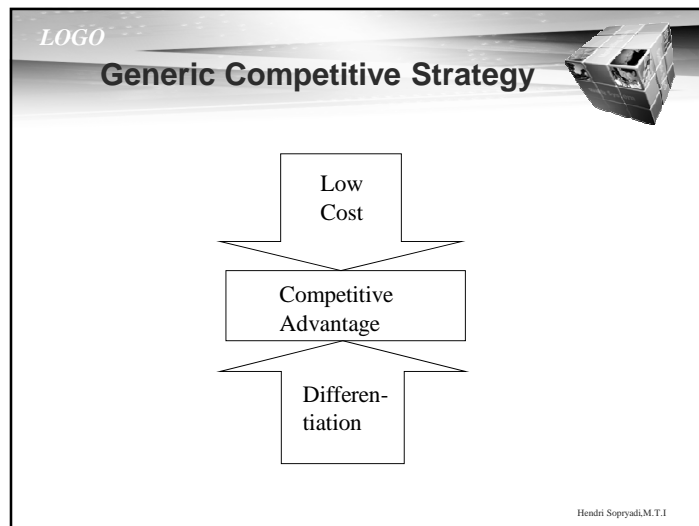 LOGO
Generic Competitive Strategy
Low
Cost
Competitive
Advantage
Differen-
tiation
Hendri Sopryadi,M.T.I